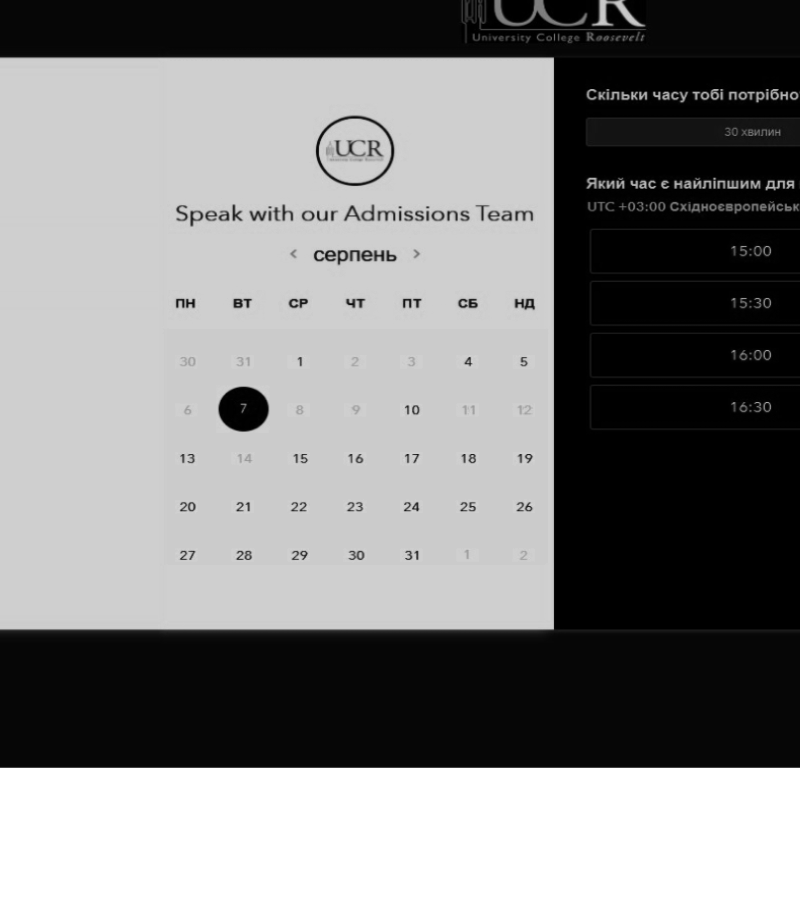 UCR
University College Roosevelt
UCR
Speak with our Admissions Team
< серпень >
ПН ВТ СР ЧТ ПТ СБ НД
30 31 1 2 3 4 5
6 7 8 9 10 11 12
13 14 15 16 17 18 19
20 21 22 23 24 25 26
27 28 29 30 31 1 2
Скільки часу тобі потрібно
30 хвилин
Який час є найліпшим для
UTC +03:00 Східноєвропейськ
15:00
15:30
16:00
16:30